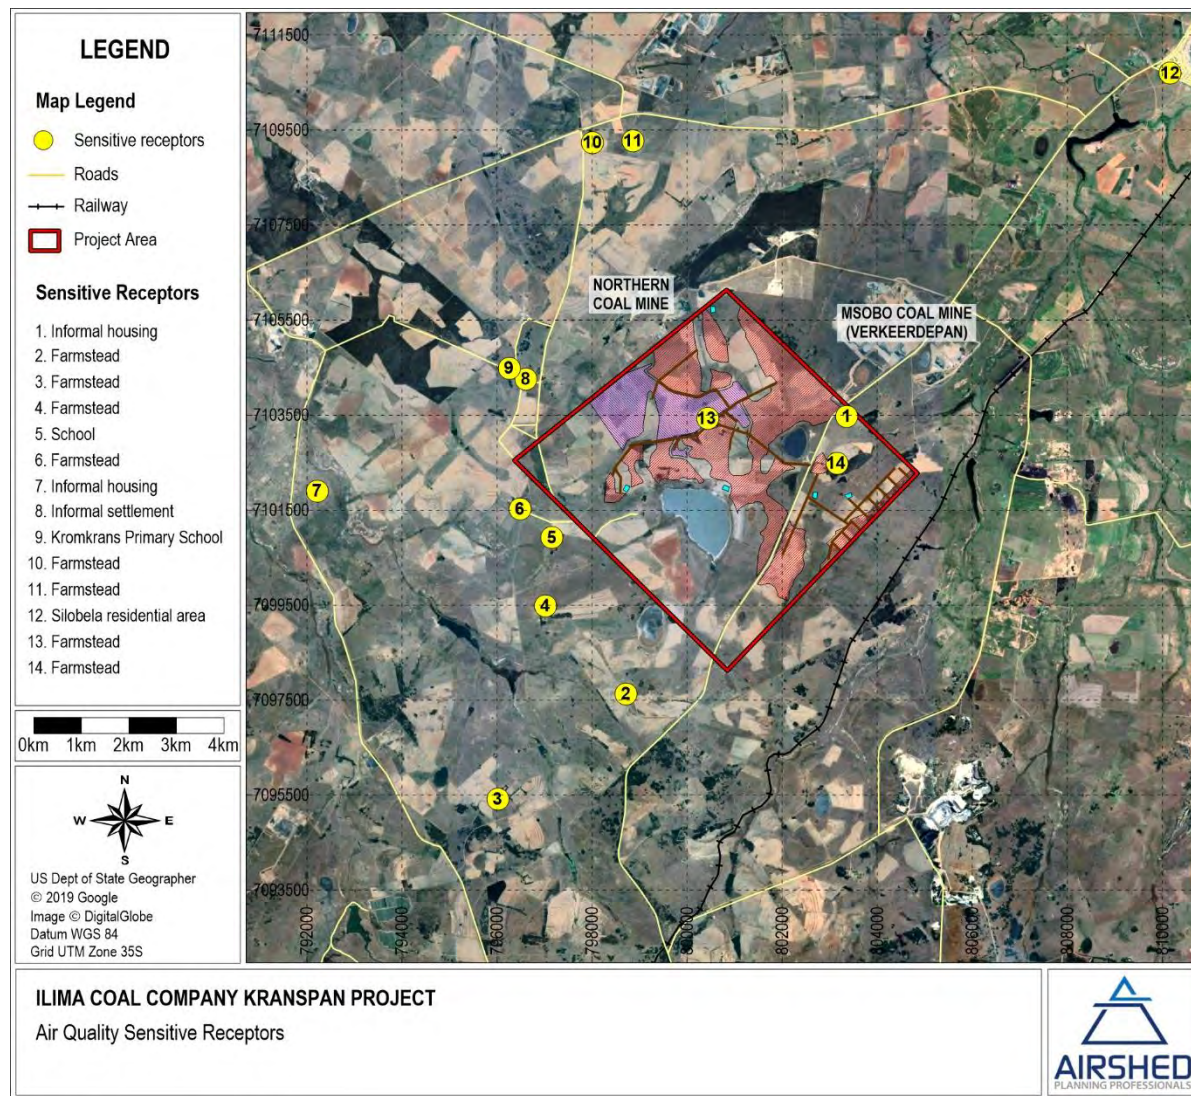 LEGEND
Map Legend
Sensitive receptors
Roads
Railway
Project Area
Sensitive Receptors
1. Informal housing
2. Farmstead
3. Farmstead
4. Farmstead
5. School
6. Farmstead
7. Informal housing
8. Informal settlement
9. Kromkrans Primary School
10. Farmstead
11. Farmstead
12. Silobela residential area
13. Farmstead
14. Farmstead
0km 1km 2km 3km 4km
N
W E
S
US Dept of State Geographer
© 2019 Google
Image © DigitalGlobe
Datum WGS 84
Grid UTM Zone 35S
7111500
12
7109500
10
11
7107500
NORTHERN
COAL MINE
MSOBO COAL MINE
(VERKEERDEPAN)
7105500
9
8
7103500
13
1
14
7
7101500
6
5
7099500
4
2
7097500
3
7095500
7093500
792000
794000
796000
798000
800000
802000
804000
806000
808000
810000
ILIMA COAL COMPANY KRANSPAN PROJECT
Air Quality Sensitive Receptors
AIRSHED
PLANNING PROFESSIONALS